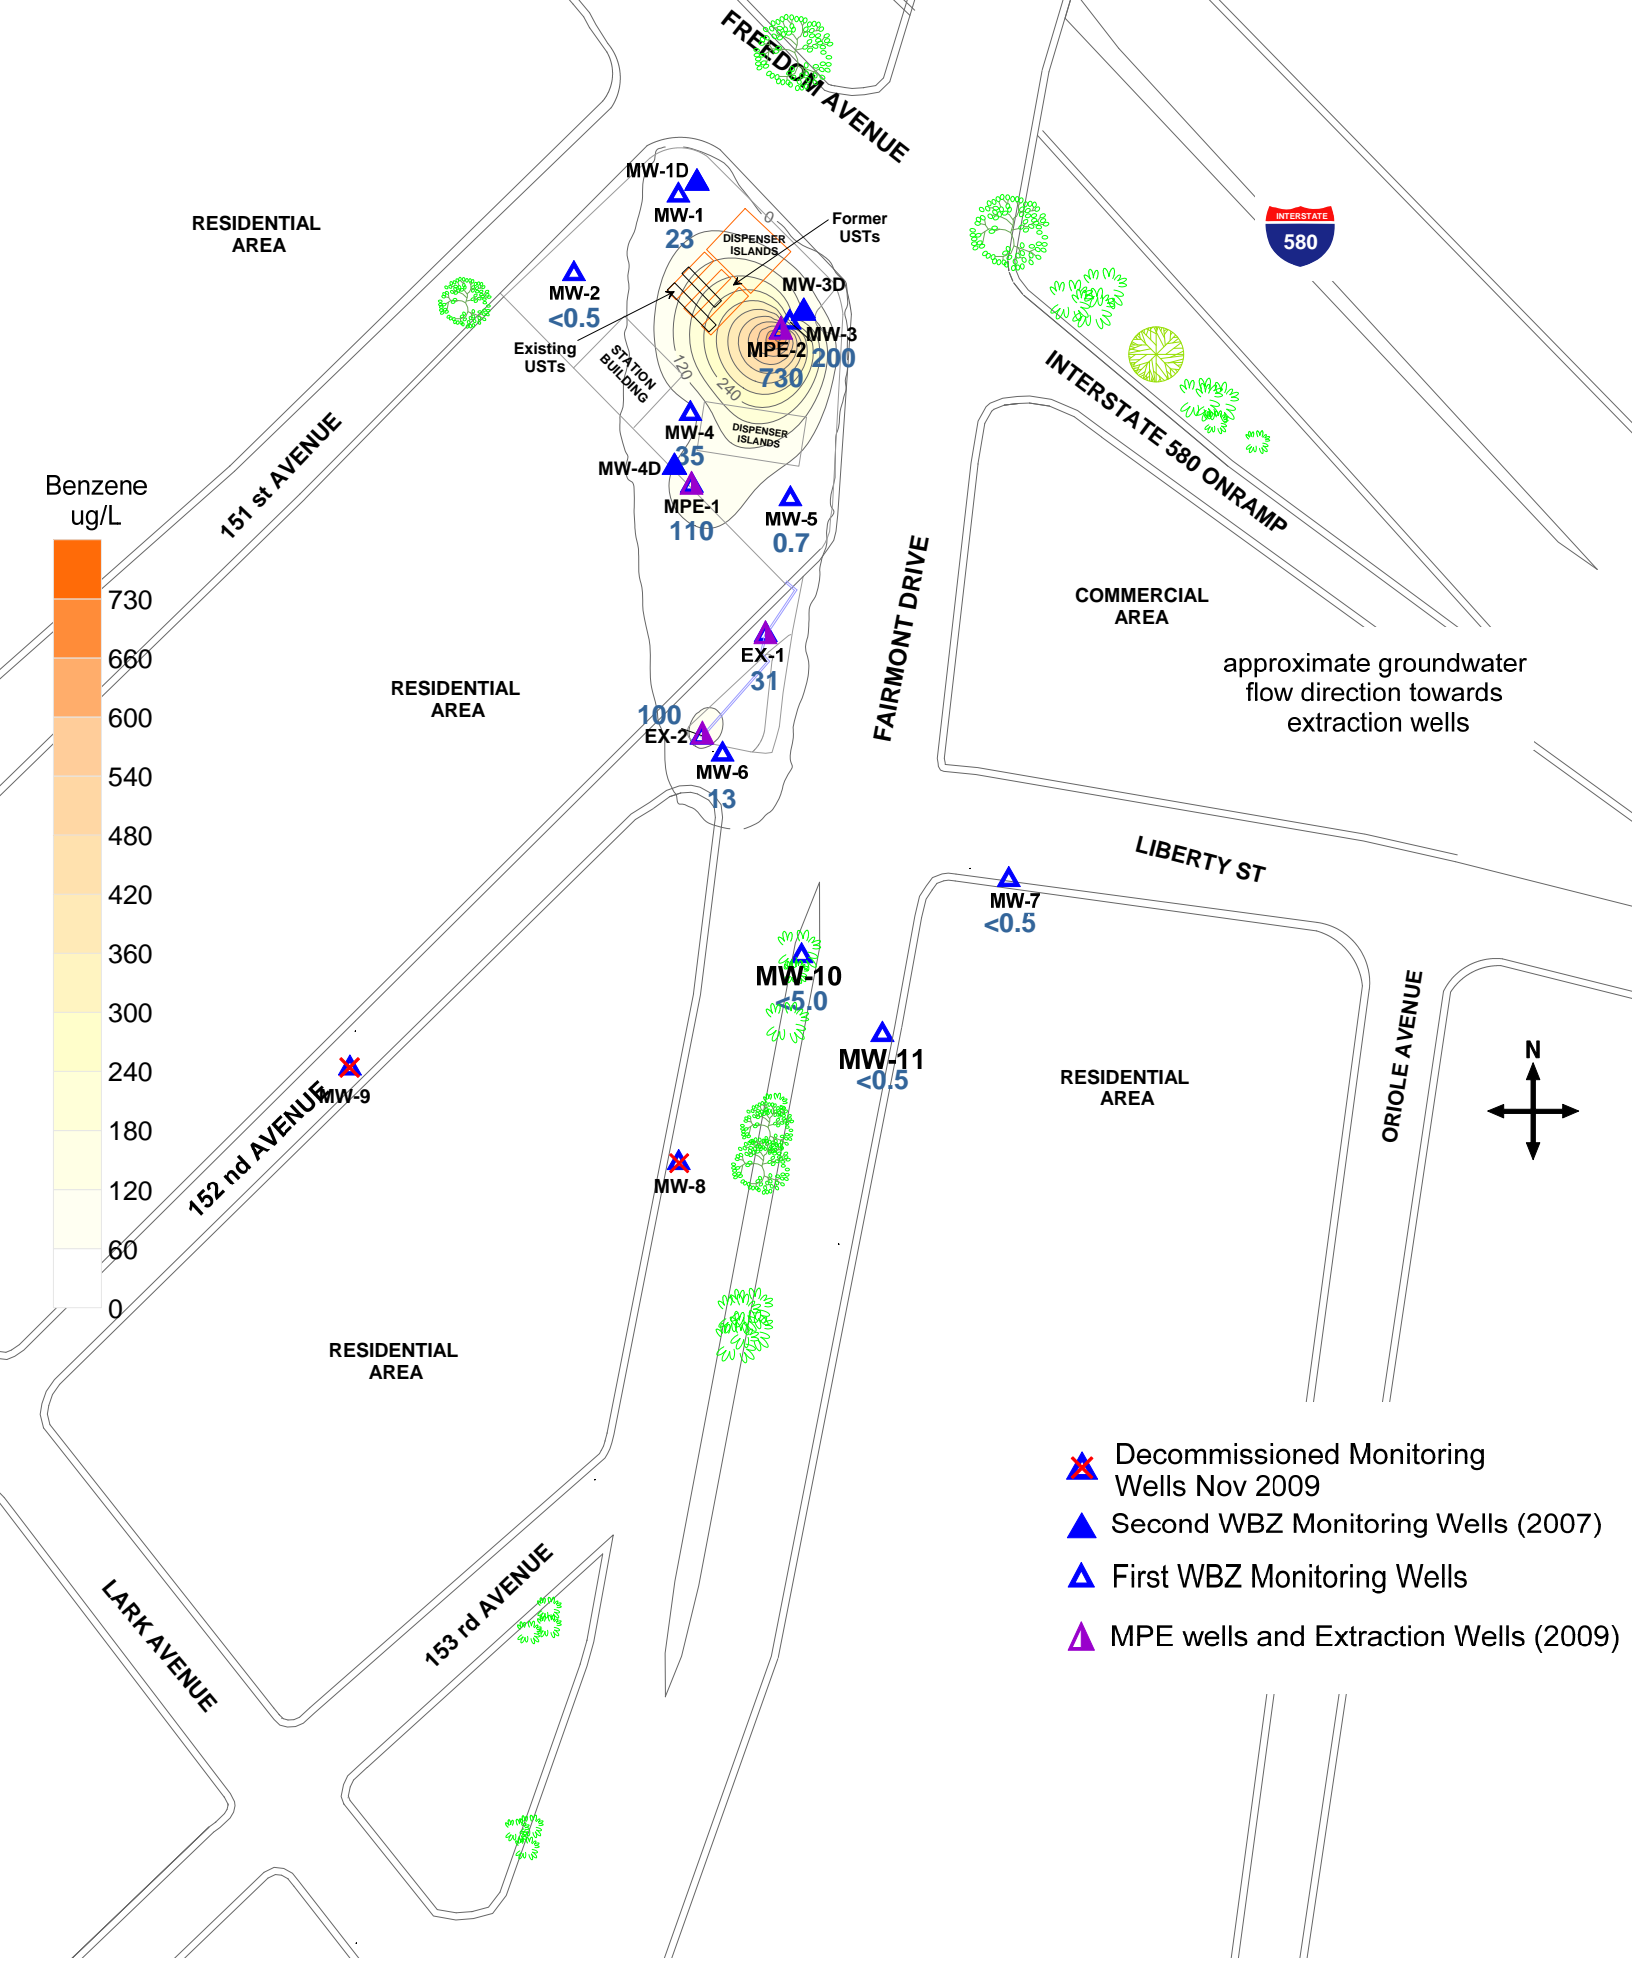 FREEDOM AVENUE
MW-1D
MW-1
23
RESIDENTIAL
AREA
0
Former
USTs
DISPENSER
ISLANDS
INTERSTATE
580
MW-2
<0.5
MW-3D
MW-3
200
MPE-2
730
Existing
USTs
STATION
BUILDING
120
240
INTERSTATE 580 ONRAMP
MW-4
35
DISPENSER
ISLANDS
MW-4D
MPE-1
110
MW-5
0.7
151 st AVENUE
Benzene
ug/L
730
660
600
540
480
420
360
300
240
180
120
60
0
FAIRMONT DRIVE
COMMERCIAL
AREA
approximate groundwater
flow direction towards
extraction wells
RESIDENTIAL
AREA
EX-1
31
100
EX-2
MW-6
13
LIBERTY ST
MW-7
<0.5
MW-10
<5.0
MW-11
<0.5
ORIOLE AVENUE
RESIDENTIAL
AREA
N
MW-9
152 nd AVENUE
MW-8
RESIDENTIAL
AREA
Decommissioned Monitoring
Wells Nov 2009
Second WBZ Monitoring Wells (2007)
First WBZ Monitoring Wells
MPE wells and Extraction Wells (2009)
LARK AVENUE
153 rd AVENUE